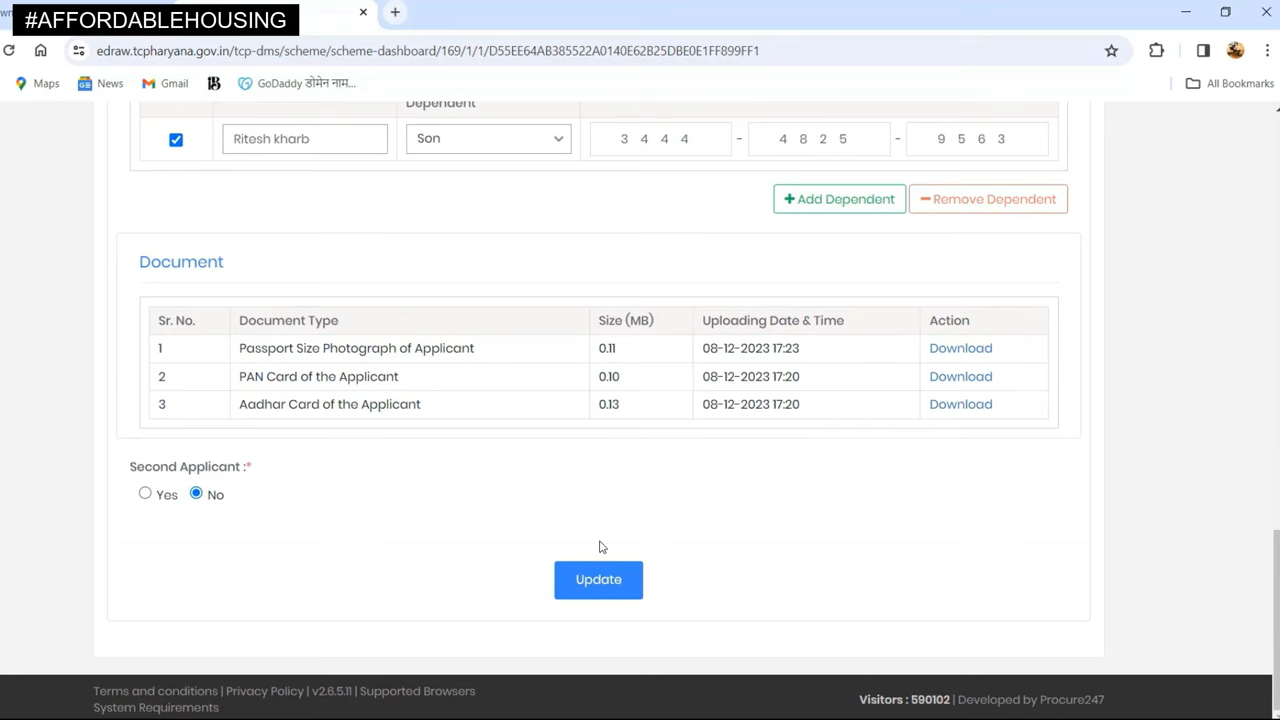 #AFFORDABLEHOUSING
edraw.tcpharyana.gov.in/tcp-dms/scheme/scheme-dashboard/169/1/1/D55EE64AB385522A0140E62B25DBE0E1FF899FF1
Maps News Gmail GoDaddy डोमेन नाम... All Bookmarks
Dependent
Ritesh kharb Son 3 4 4 4 - 4 8 2 5 - 9 5 6 3
+ Add Dependent − Remove Dependent
Document
Sr. No. Document Type Size (MB) Uploading Date & Time Action
1 Passport Size Photograph of Applicant 0.11 08-12-2023 17:23 Download
2 PAN Card of the Applicant 0.10 08-12-2023 17:20 Download
3 Aadhar Card of the Applicant 0.13 08-12-2023 17:20 Download
Second Applicant :*
Yes No
Update
Terms and conditions | Privacy Policy | v2.6.5.11 | Supported Browsers
System Requirements
Visitors : 590102 | Developed by Procure247